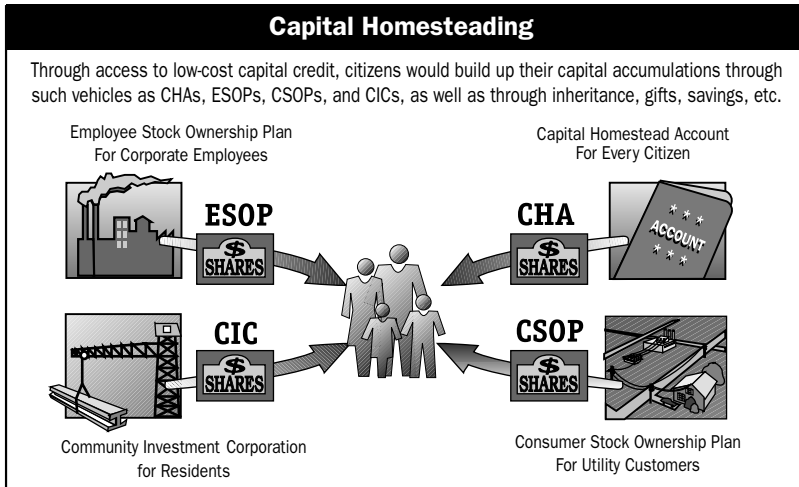 Capital Homesteading
Through access to low-cost capital credit, citizens would build up their capital accumulations through
such vehicles as CHAs, ESOPs, CSOPs, and CICs, as well as through inheritance, gifts, savings, etc.
Employee Stock Ownership Plan
For Corporate Employees
Capital Homestead Account
For Every Citizen
ESOP
$
SHARES
CHA
$
SHARES
* * *
ACCOUNT
* * *
CIC
$
SHARES
CSOP
$
SHARES
Community Investment Corporation
for Residents
Consumer Stock Ownership Plan
For Utility Customers